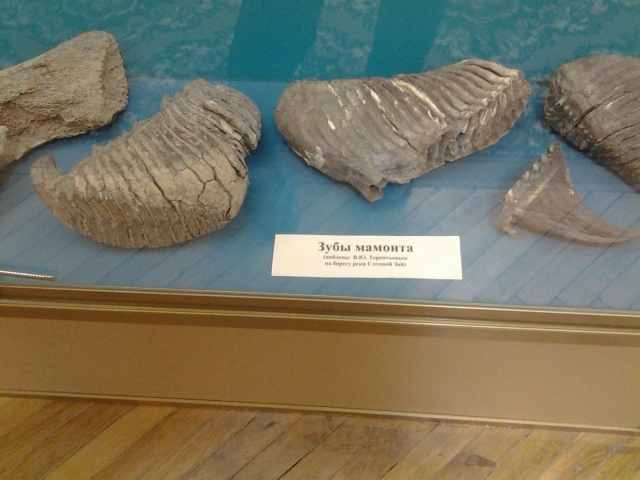 Зубы мамонта
(найдены В.Ю. Терентьевым
на берегу реки Степной Зай)